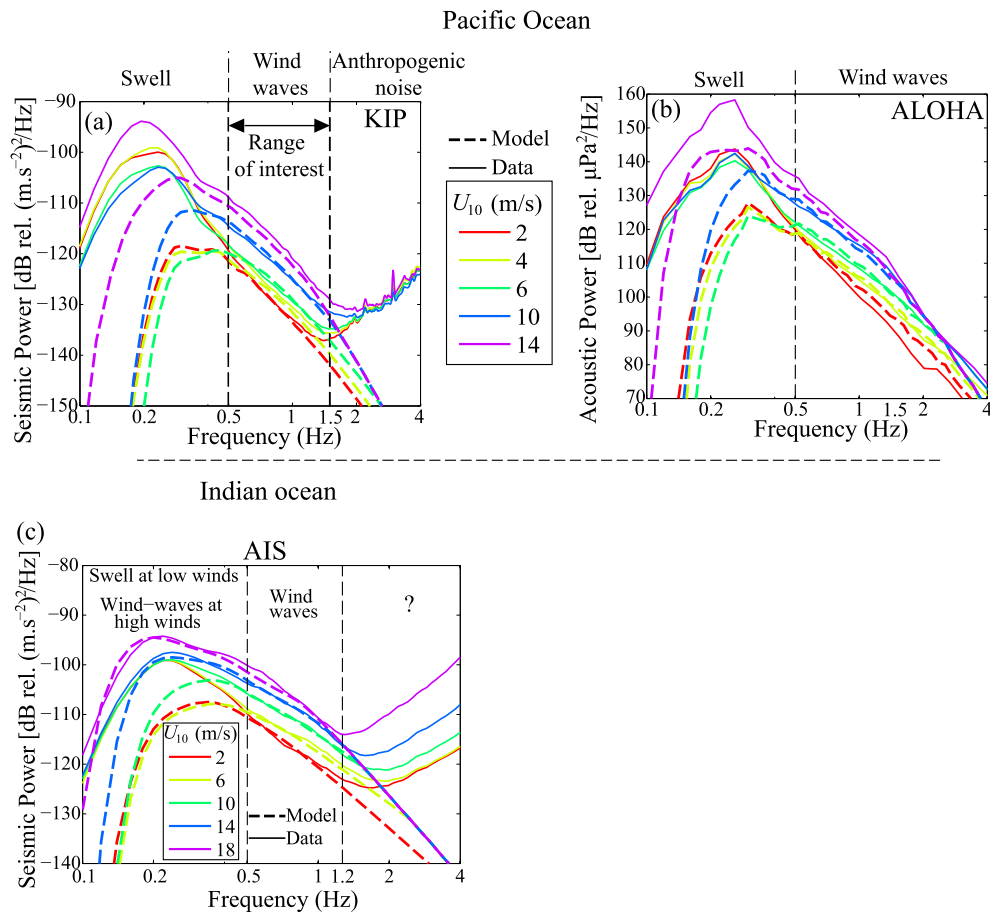 Pacific Ocean
Swell
Wind
waves
Anthropogenic
noise
(a)
KIP
Range
of interest
Seismic Power [dB rel. (m.s⁻²)²/Hz]
−90
−100
−110
−120
−130
−140
−150
0.1
0.2
0.5
1
1.5
2
4
Frequency (Hz)
Model
Data
U₁₀ (m/s)
2
4
6
10
14
Swell
Wind waves
(b)
ALOHA
Acoustic Power [dB rel. µPa²/Hz]
160
150
140
130
120
110
100
90
80
70
0.1
0.2
0.5
1
1.5
2
4
Frequency (Hz)
Indian ocean
(c)
AIS
Swell at low winds
Wind−waves at
high winds
Wind
waves
?
Seismic Power [dB rel. (m.s⁻²)²/Hz]
−80
−90
−100
−110
−120
−130
−140
U₁₀ (m/s)
2
6
10
14
18
Model
Data
0.1
0.2
0.5
1
1.2
2
4
Frequency (Hz)